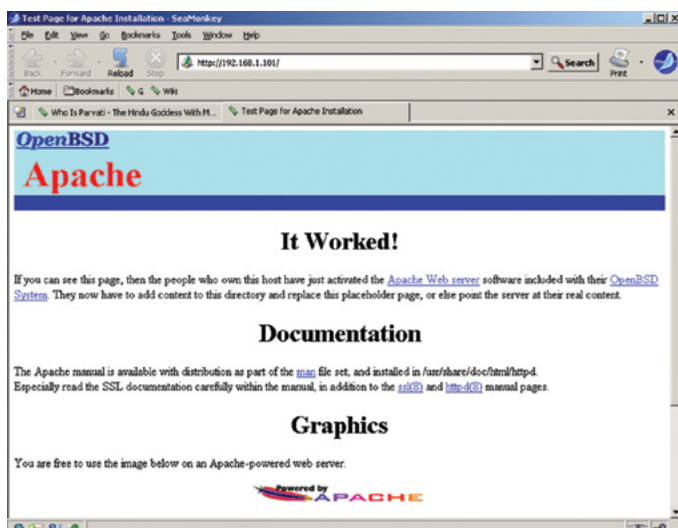 Test Page for Apache Installation - SeaMonkey
File Edit View Go Bookmarks Tools Window Help
Back Forward Reload Stop http://192.168.1.101/ Search Print
Home Bookmarks G Wiki
Who Is Parvati - The Hindu Goddess With M... Test Page for Apache Installation
OpenBSD
Apache
It Worked!
If you can see this page, then the people who own this host have just activated the Apache Web server software included with their OpenBSD
System. They now have to add content to this directory and replace this placeholder page, or else point the server at their real content.
Documentation
The Apache manual is available with distribution as part of the man file set, and installed in /usr/share/doc/html/httpd.
Especially read the SSL documentation carefully within the manual, in addition to the ssl(8) and httpd(8) manual pages.
Graphics
You are free to use the image below on an Apache-powered web server.
Powered by
APACHE